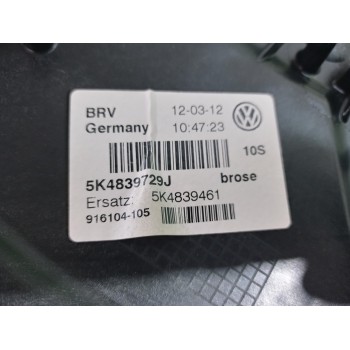 BRV 12-03-12
Germany 10:47:23
10S
5K4839729J brose
Ersatz: 5K4839461
916104-105